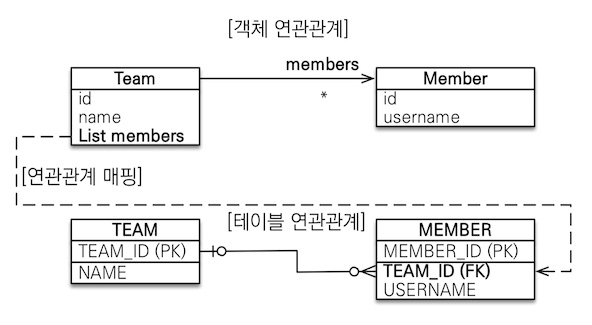 [객체 연관관계]
Team
id
name
List members
members
*
Member
id
username
[연관관계 매핑]
[테이블 연관관계]
TEAM
TEAM_ID (PK)
NAME
MEMBER
MEMBER_ID (PK)
TEAM_ID (FK)
USERNAME